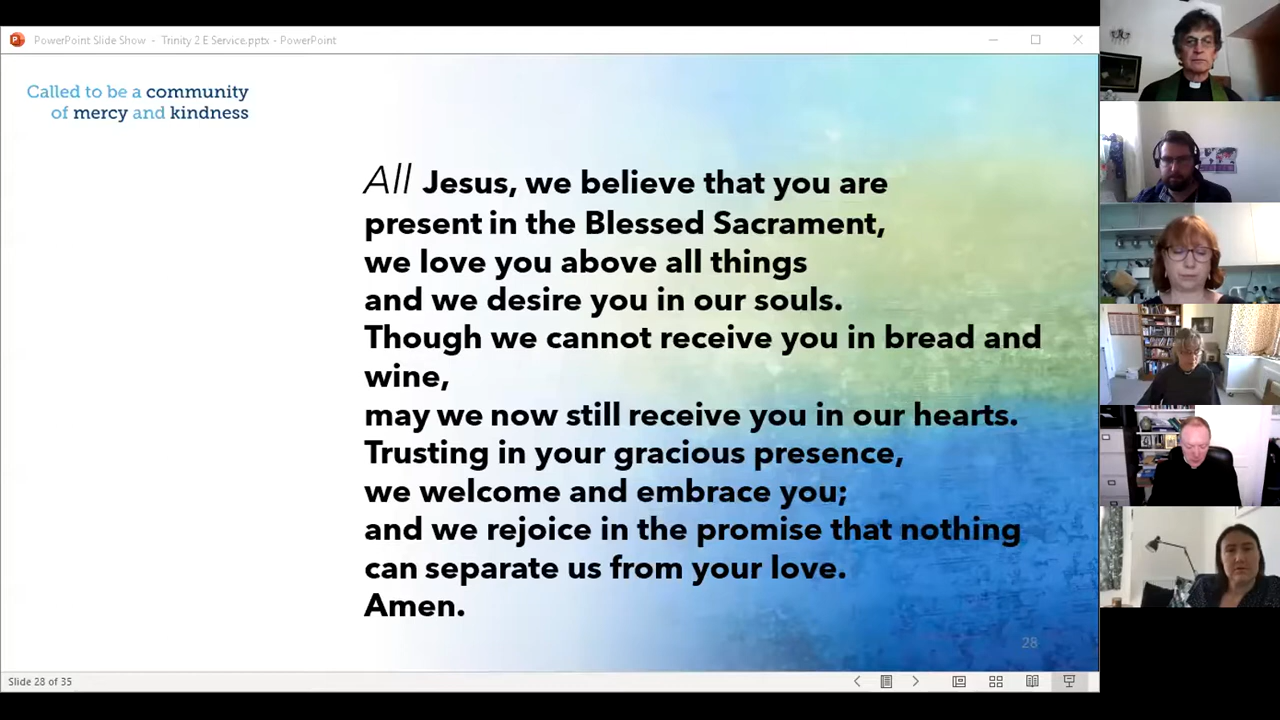 PowerPoint Slide Show - Trinity 2 E Service.pptx - PowerPoint
Called to be a community
of mercy and kindness
All Jesus, we believe that you are
present in the Blessed Sacrament,
we love you above all things
and we desire you in our souls.
Though we cannot receive you in bread and
wine,
may we now still receive you in our hearts.
Trusting in your gracious presence,
we welcome and embrace you;
and we rejoice in the promise that nothing
can separate us from your love.
Amen.
28
Slide 28 of 35